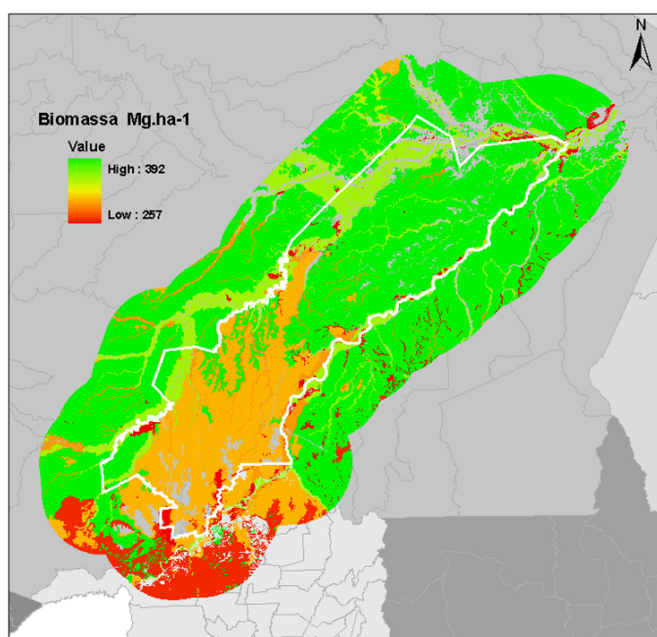 N
Biomassa Mg.ha-1
Value
High : 392
Low : 257